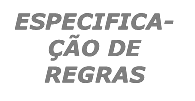 ESPECIFICA-
ÇÃO DE
REGRAS